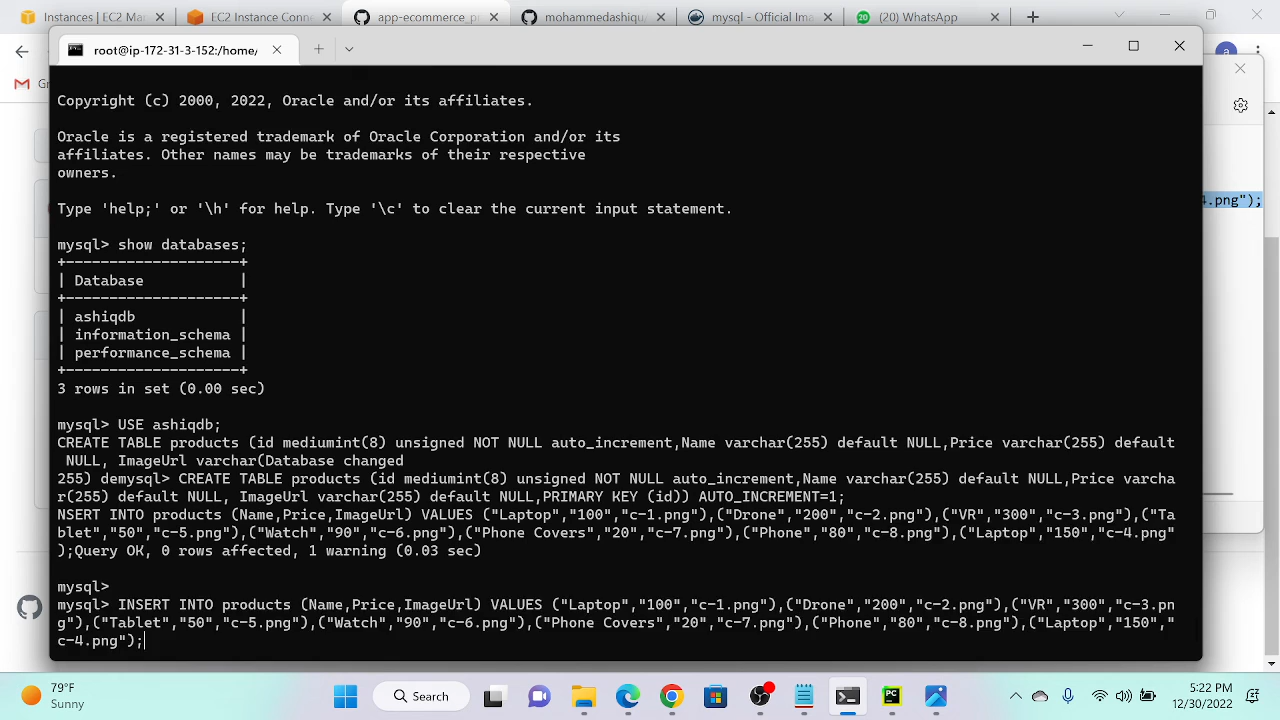 EC2 Mar
EC2 Instance Conne
app-ecommerce_pr
mohammedashiqu
mysql - Official Ima
(20) WhatsApp
root@ip-172-31-3-152:/home/
a
Copyright (c) 2000, 2022, Oracle and/or its affiliates.
Oracle is a registered trademark of Oracle Corporation and/or its
affiliates. Other names may be trademarks of their respective
owners.
4.png");
Type 'help;' or '\h' for help. Type '\c' to clear the current input statement.
mysql> show databases;
+--------------------+
| Database           |
+--------------------+
| ashiqdb            |
| information_schema |
| performance_schema |
+--------------------+
3 rows in set (0.00 sec)
mysql> USE ashiqdb;
CREATE TABLE products (id mediumint(8) unsigned NOT NULL auto_increment,Name varchar(255) default NULL,Price varchar(255) default
 NULL, ImageUrl varchar(Database changed
255) demysql> CREATE TABLE products (id mediumint(8) unsigned NOT NULL auto_increment,Name varchar(255) default NULL,Price varcha
r(255) default NULL, ImageUrl varchar(255) default NULL,PRIMARY KEY (id)) AUTO_INCREMENT=1;
NSERT INTO products (Name,Price,ImageUrl) VALUES ("Laptop","100","c-1.png"),("Drone","200","c-2.png"),("VR","300","c-3.png"),("Ta
blet","50","c-5.png"),("Watch","90","c-6.png"),("Phone Covers","20","c-7.png"),("Phone","80","c-8.png"),("Laptop","150","c-4.png"
);Query OK, 0 rows affected, 1 warning (0.03 sec)
mysql>
mysql> INSERT INTO products (Name,Price,ImageUrl) VALUES ("Laptop","100","c-1.png"),("Drone","200","c-2.png"),("VR","300","c-3.pn
g"),("Tablet","50","c-5.png"),("Watch","90","c-6.png"),("Phone Covers","20","c-7.png"),("Phone","80","c-8.png"),("Laptop","150","
c-4.png");
79°F
Sunny
Search
PC
5:22 PM
12/30/2022